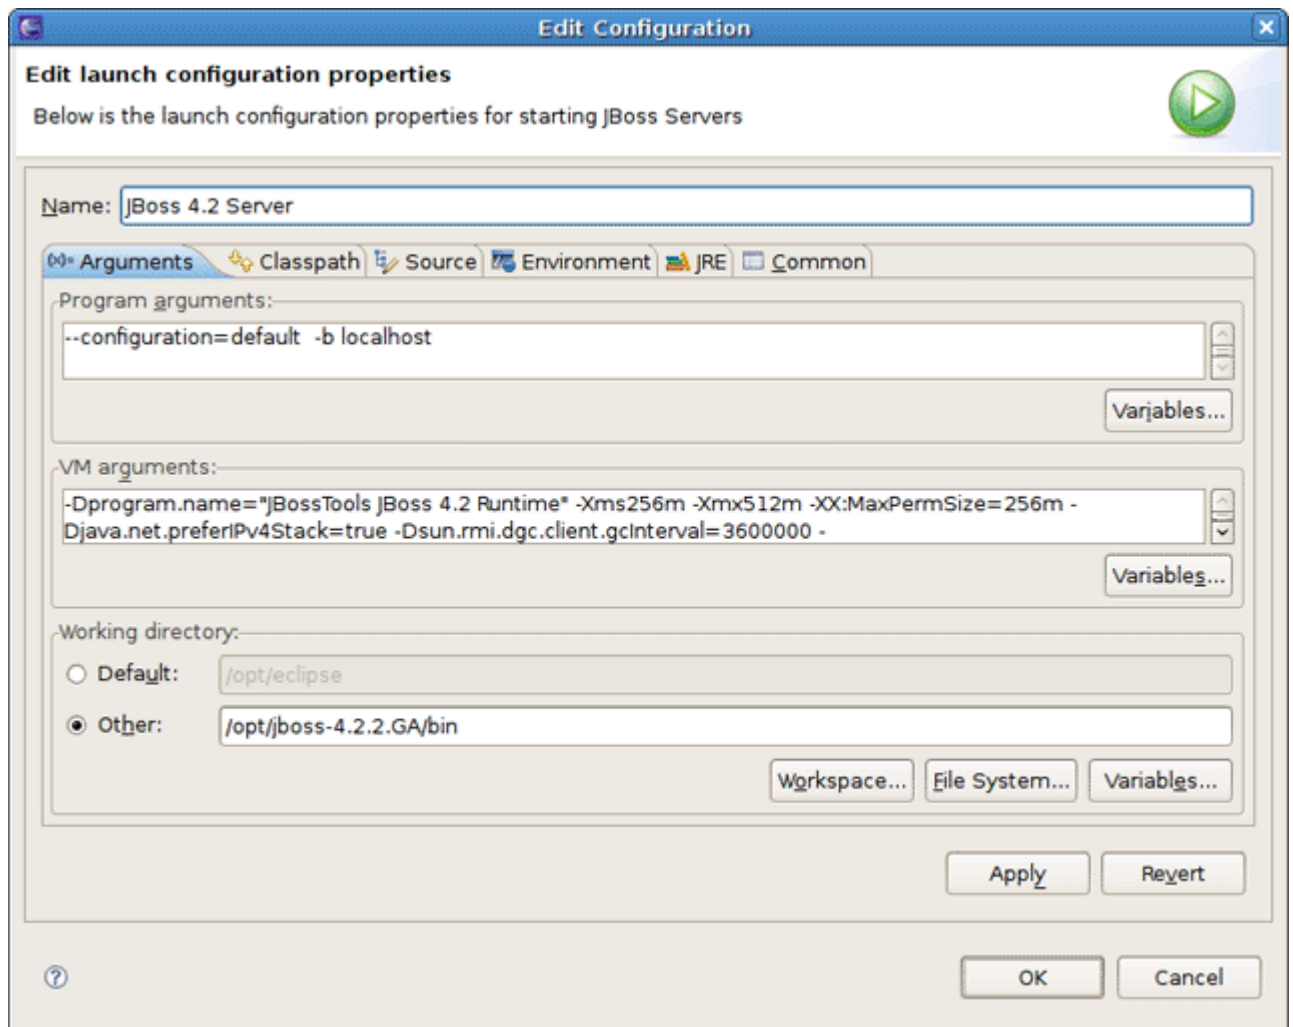 Edit Configuration
Edit launch configuration properties
Below is the launch configuration properties for starting JBoss Servers
Name: JBoss 4.2 Server
(x)= Arguments Classpath Source Environment JRE Common
Program arguments:
--configuration=default  -b localhost
Variables...
VM arguments:
-Dprogram.name="JBossTools JBoss 4.2 Runtime" -Xms256m -Xmx512m -XX:MaxPermSize=256m -
Djava.net.preferIPv4Stack=true -Dsun.rmi.dgc.client.gcInterval=3600000 -
Variables...
Working directory:
Default: /opt/eclipse
Other: /opt/jboss-4.2.2.GA/bin
Workspace... File System... Variables...
Apply Revert
? OK Cancel